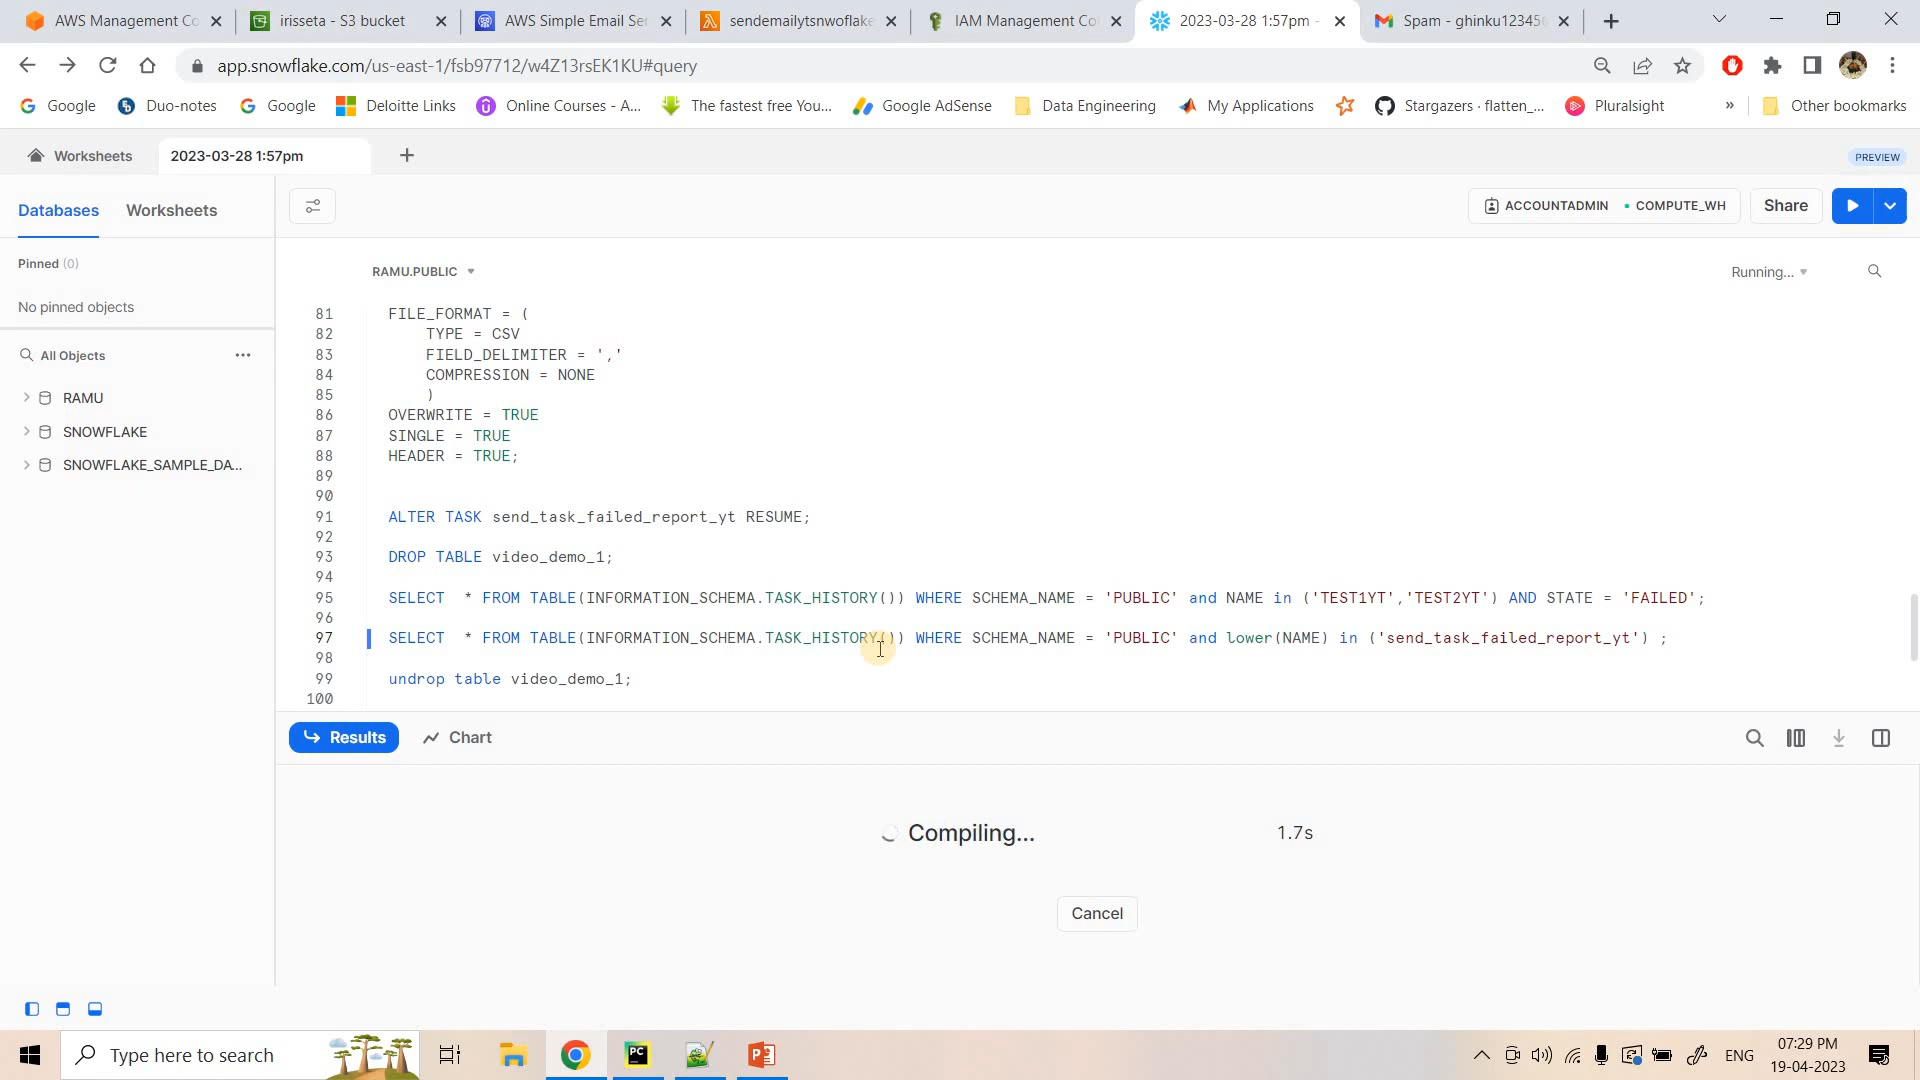 AWS Management Co
irisseta - S3 bucket
AWS Simple Email Se
sendemailytsnwoflake
IAM Management Co
2023-03-28 1:57pm -
Spam - ghinku123456
app.snowflake.com/us-east-1/fsb97712/w4Z13rsEK1KU#query
Google
Duo-notes
Google
Deloitte Links
Online Courses - A...
The fastest free You...
Google AdSense
Data Engineering
My Applications
Stargazers · flatten_...
Pluralsight
»
Other bookmarks
Worksheets
2023-03-28 1:57pm
PREVIEW
Databases
Worksheets
ACCOUNTADMIN
COMPUTE_WH
Share
Pinned (0)
No pinned objects
RAMU.PUBLIC
Running...
All Objects
RAMU
SNOWFLAKE
SNOWFLAKE_SAMPLE_DA...
81 FILE_FORMAT = (
82 TYPE = CSV
83 FIELD_DELIMITER = ','
84 COMPRESSION = NONE
85 )
86 OVERWRITE = TRUE
87 SINGLE = TRUE
88 HEADER = TRUE;
89
90
91 ALTER TASK send_task_failed_report_yt RESUME;
92
93 DROP TABLE video_demo_1;
94
95 SELECT * FROM TABLE(INFORMATION_SCHEMA.TASK_HISTORY()) WHERE SCHEMA_NAME = 'PUBLIC' and NAME in ('TEST1YT','TEST2YT') AND STATE = 'FAILED';
96
97 SELECT * FROM TABLE(INFORMATION_SCHEMA.TASK_HISTORY()) WHERE SCHEMA_NAME = 'PUBLIC' and lower(NAME) in ('send_task_failed_report_yt') ;
98
99 undrop table video_demo_1;
100
Results
Chart
Compiling...
1.7s
Cancel
Type here to search
PC
ENG
07:29 PM
19-04-2023